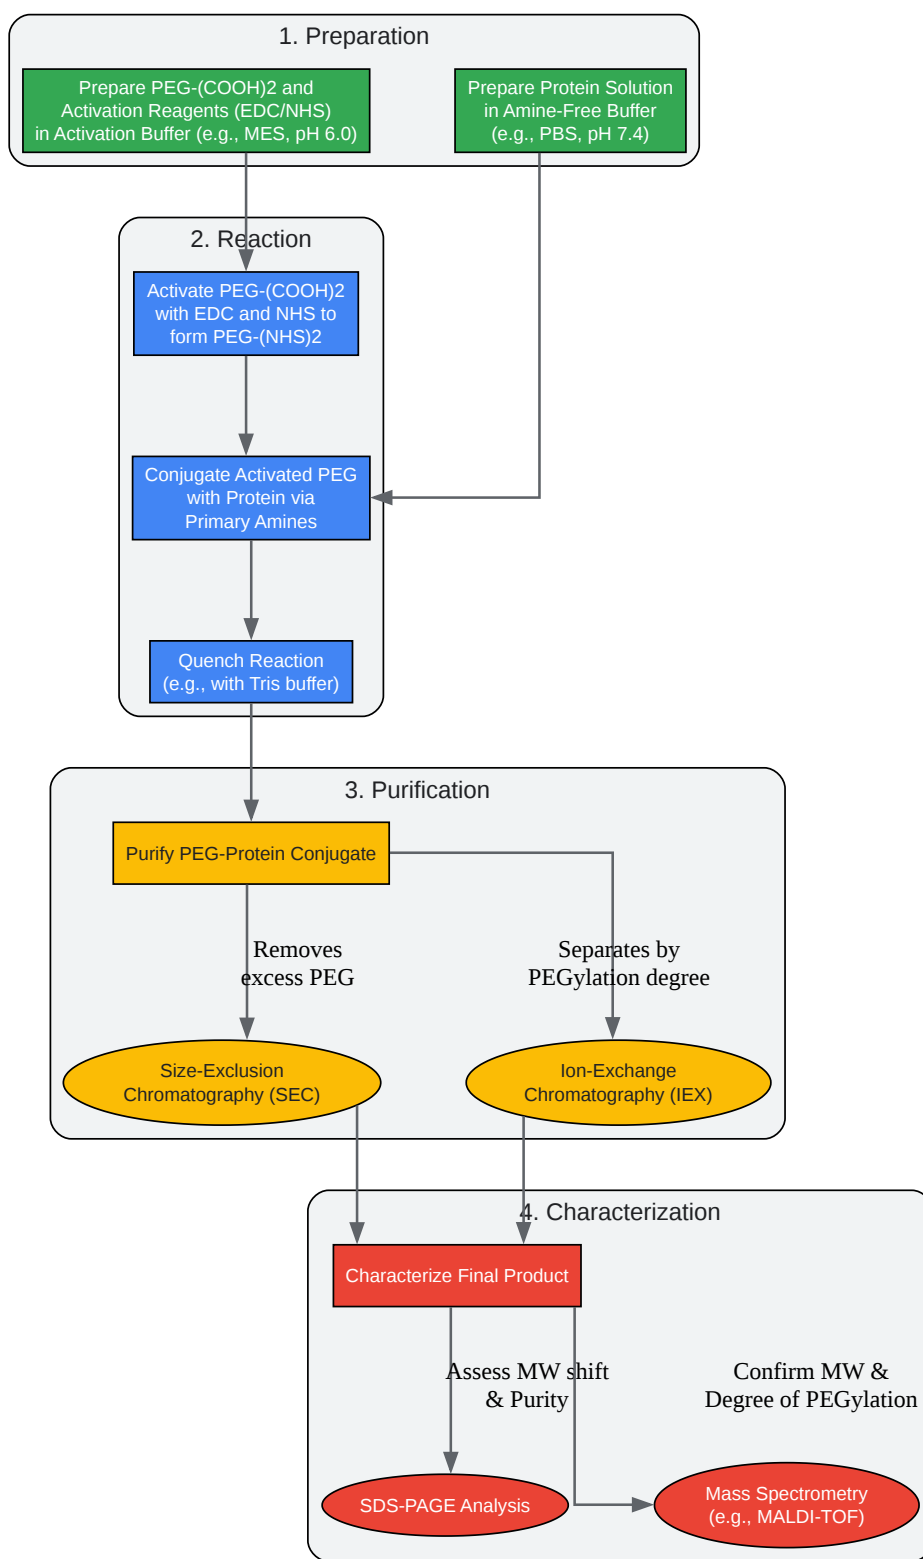 1. Preparation
Prepare PEG-(COOH)2 and
Activation Reagents (EDC/NHS)
in Activation Buffer (e.g., MES, pH 6.0)
Prepare Protein Solution
in Amine-Free Buffer
(e.g., PBS, pH 7.4)
2. Reaction
Activate PEG-(COOH)2
with EDC and NHS to
form PEG-(NHS)2
Conjugate Activated PEG
with Protein via
Primary Amines
Quench Reaction
(e.g., with Tris buffer)
3. Purification
Purify PEG-Protein Conjugate
Removes
excess PEG
Separates by
PEGylation degree
Size-Exclusion
Chromatography (SEC)
Ion-Exchange
Chromatography (IEX)
4. Characterization
Characterize Final Product
Assess MW shift
& Purity
Confirm MW &
Degree of PEGylation
SDS-PAGE Analysis
Mass Spectrometry
(e.g., MALDI-TOF)